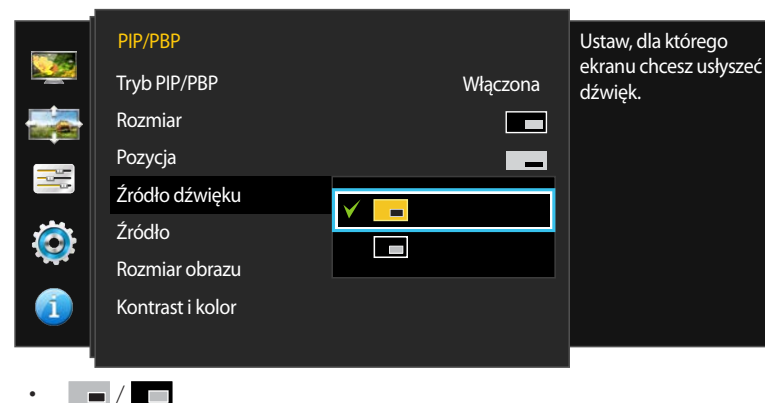 PIP/PBP
Tryb PIP/PBP Włączona
Rozmiar
Pozycja
Źródło dźwięku
Źródło
Rozmiar obrazu
Kontrast i kolor
Ustaw, dla którego
ekranu chcesz usłyszeć
dźwięk.
• /